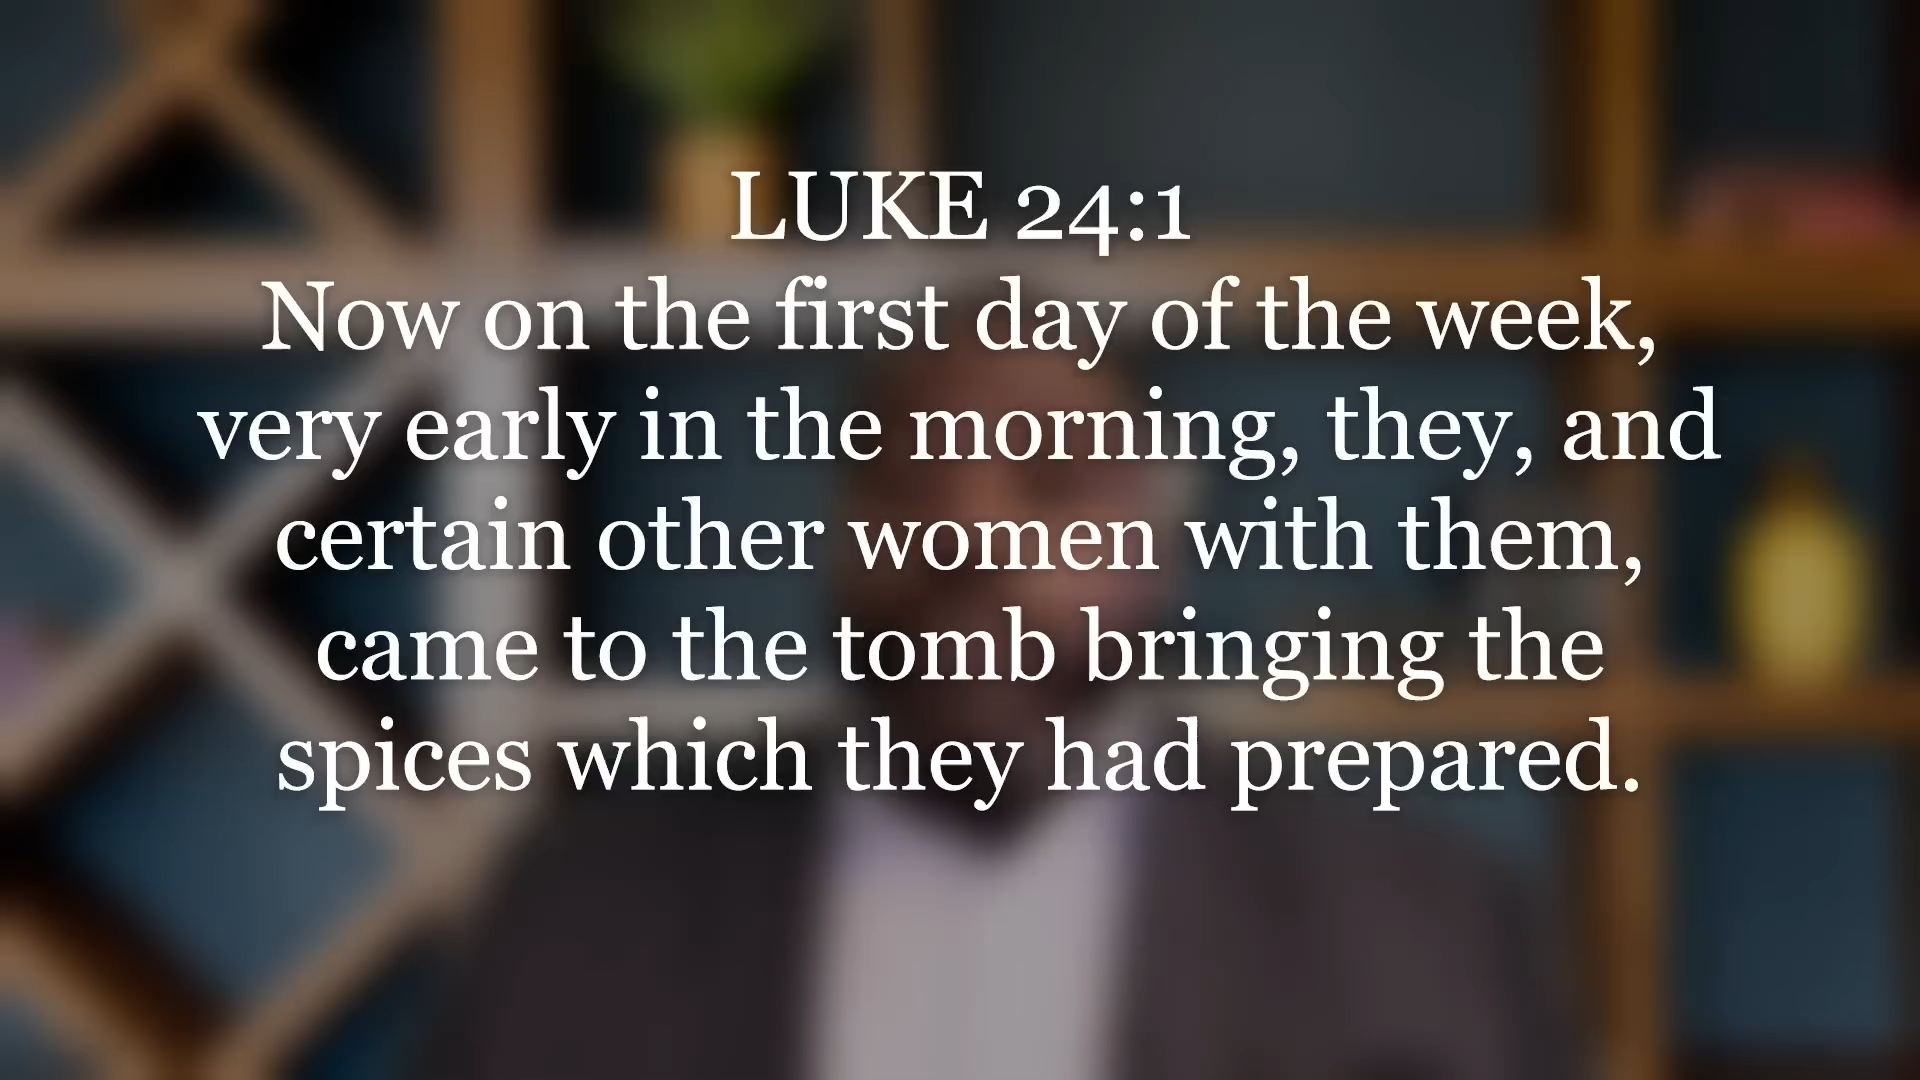 LUKE 24:1
Now on the first day of the week,
very early in the morning, they, and
certain other women with them,
came to the tomb bringing the
spices which they had prepared.